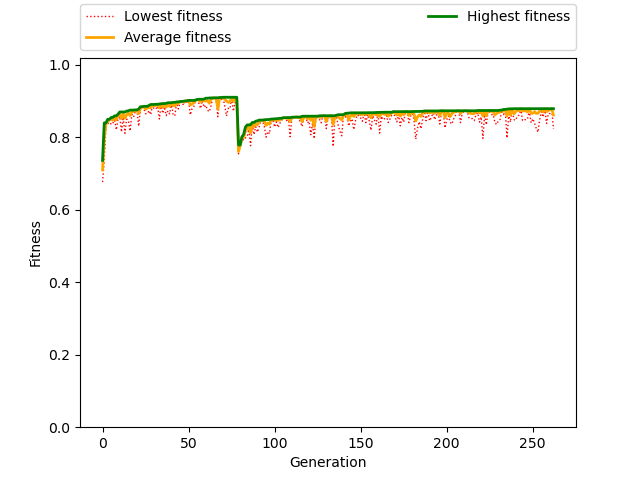 Lowest fitness
Average fitness
Highest fitness
1.0
0.8
0.6
0.4
0.2
0.0
Fitness
0 50 100 150 200 250
Generation